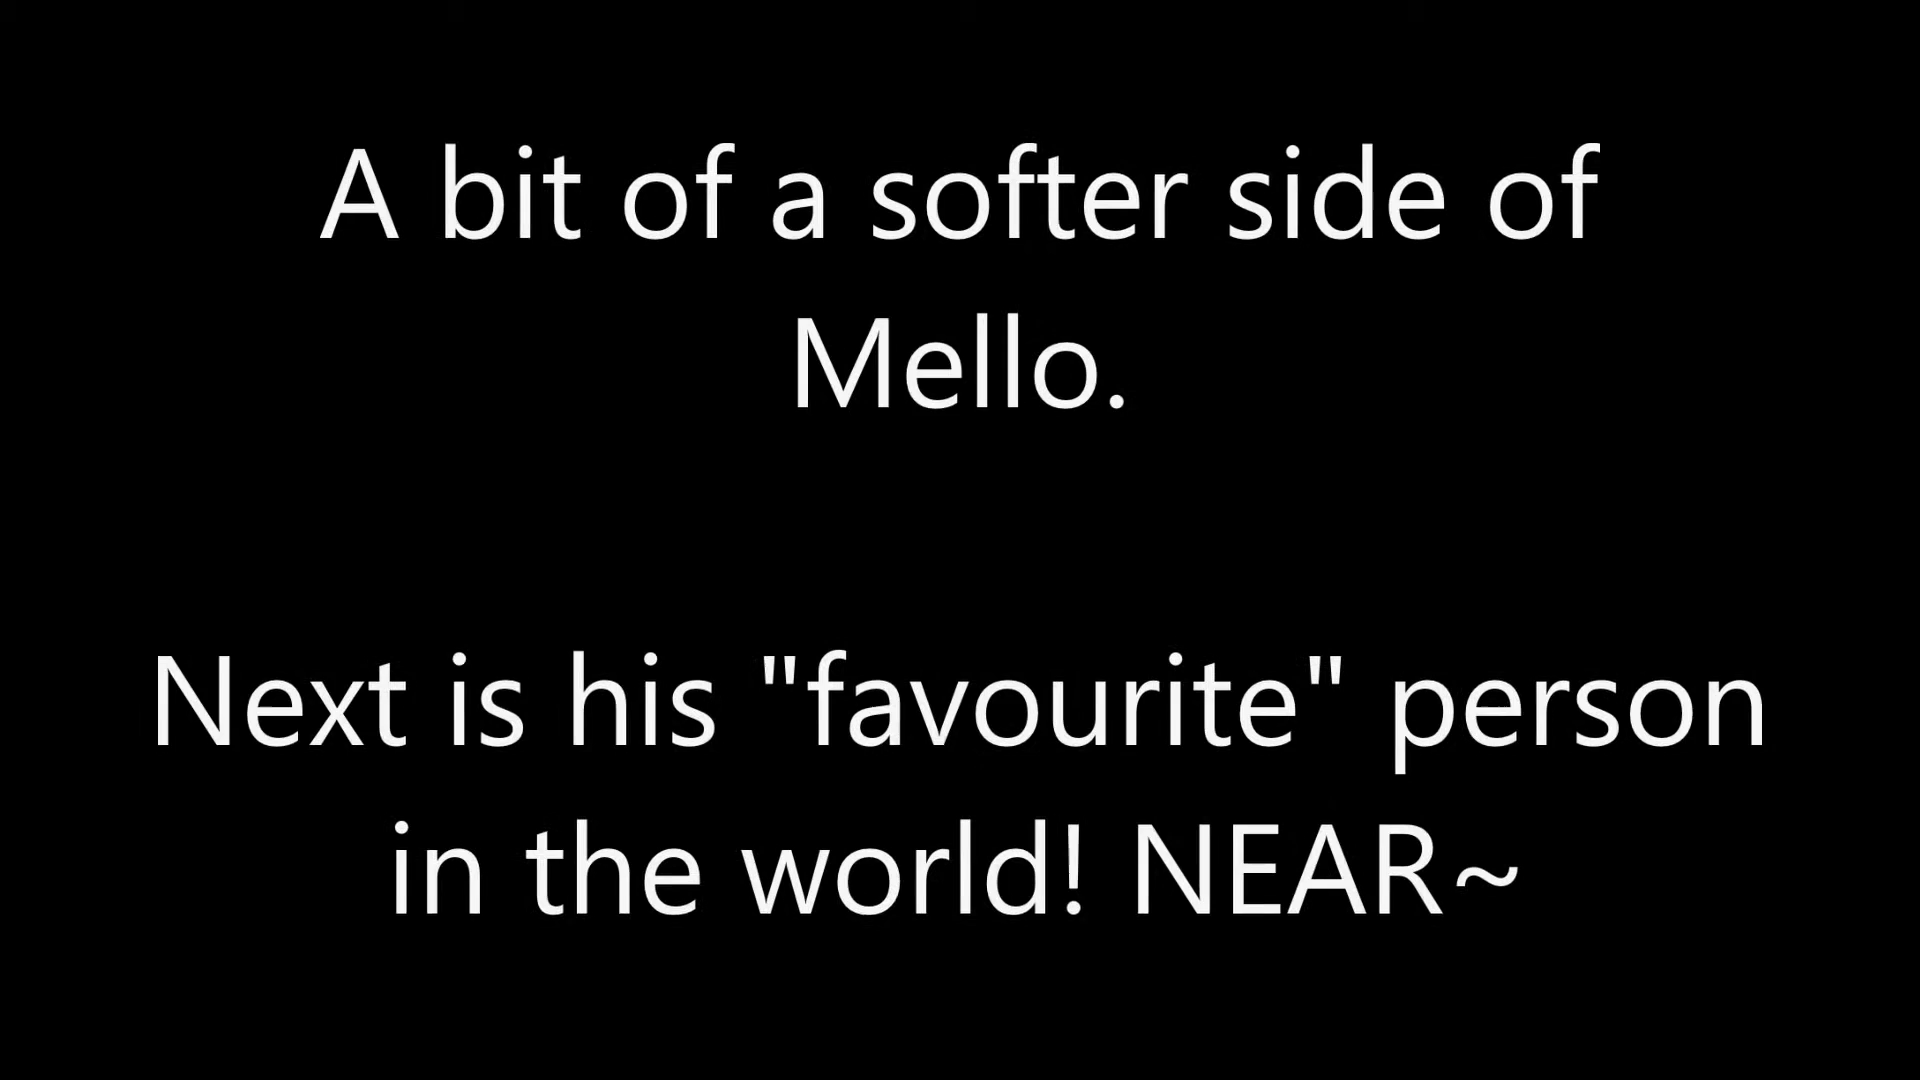 A bit of a softer side of
Mello.
Next is his "favourite" person
in the world! NEAR~